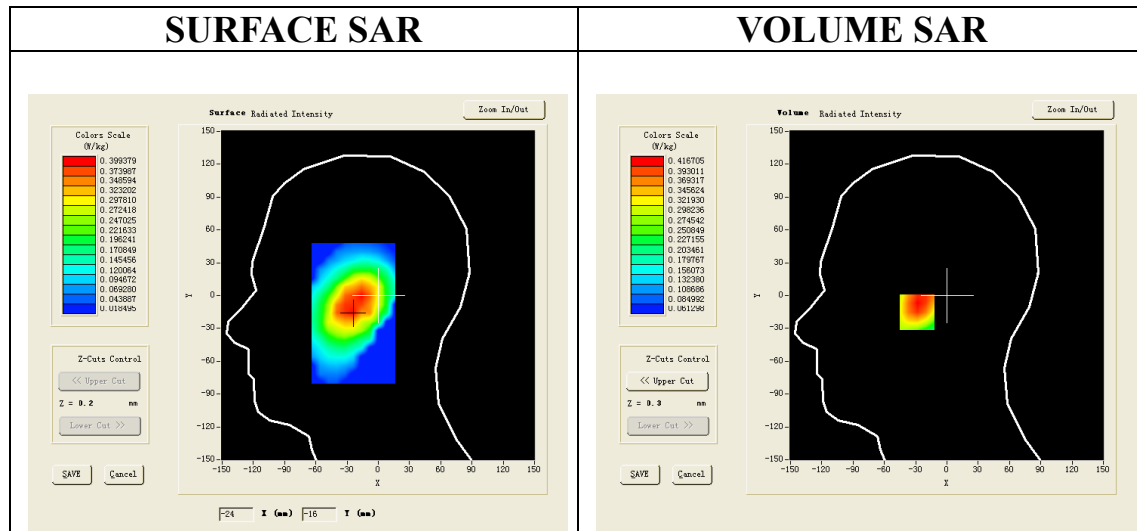 SURFACE SAR
VOLUME SAR
Surface Radiated Intensity
Zoom In/Out
Colors Scale
(W/kg)
0.399379
0.373987
0.348594
0.323202
0.297810
0.272418
0.247025
0.221633
0.196241
0.170849
0.145456
0.120064
0.094672
0.069280
0.043887
0.018495
Z-Cuts Control
<< Upper Cut
Z = 0.2 mm
Lower Cut >>
SAVE Cancel
150
120
90
60
30
0
-30
-60
-90
-120
-150
Y
-150 -120 -90 -60 -30 0 30 60 90 120 150
X
-24 X (mm) -16 Y (mm)
Volume Radiated Intensity
Zoom In/Out
Colors Scale
(W/kg)
0.416705
0.393011
0.369317
0.345624
0.321930
0.298236
0.274542
0.250849
0.227155
0.203461
0.179767
0.156073
0.132380
0.108686
0.084992
0.061298
Z-Cuts Control
<< Upper Cut
Z = 0.3 mm
Lower Cut >>
SAVE Cancel
150
120
90
60
30
0
-30
-60
-90
-120
-150
Y
-150 -120 -90 -60 -30 0 30 60 90 120 150
X